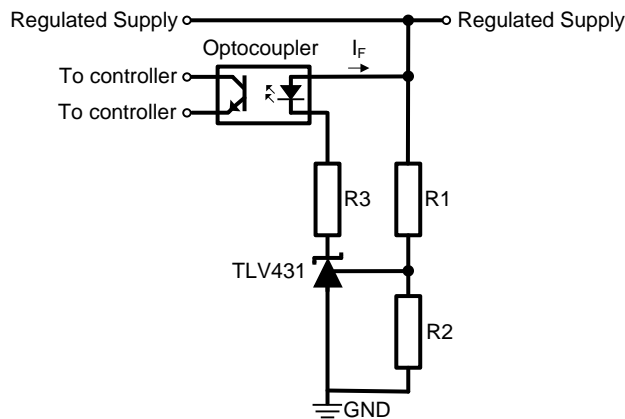 Regulated Supply
Regulated Supply
Optocoupler
I_F
To controller
To controller
R3
R1
TLV431
R2
GND